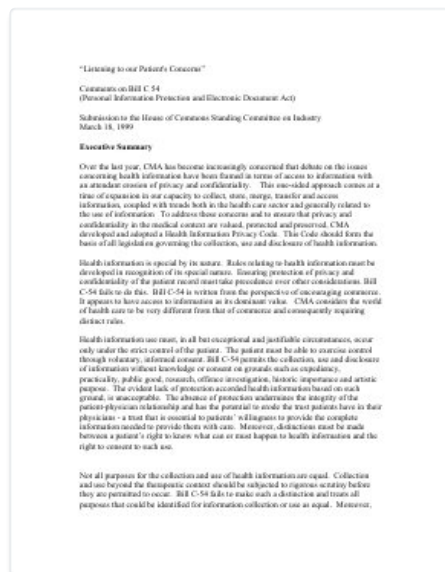 "Listening to our Patient's Concerns"
Comments on Bill C 54
(Personal Information Protection and Electronic Document Act)
Submission to the House of Commons Standing Committee on Industry
March 18, 1999
Executive Summary
Over the last year, CMA has become increasingly concerned that debate on the issues
concerning health information have been framed in terms of access to information with
an attendant erosion of privacy and confidentiality. This one-sided approach comes at a
time of expansion in our capacity to collect, store, merge, transfer and access
information, coupled with trends both in the health care sector and generally related to
the use of information. To address these concerns and to ensure that privacy and
confidentiality in the medical context are valued, protected and preserved, CMA
developed and adopted a Health Information Privacy Code. This Code should form the
basis of all legislation governing the collection, use and disclosure of health information.
Health information is special by its nature. Rules relating to health information must be
developed in recognition of its special nature. Ensuring protection of privacy and
confidentiality of the patient record must take precedence over other considerations. Bill
C-54 fails to do this. Bill C-54 is written from the perspective of encouraging commerce.
It appears to have access to information as its dominant value. CMA considers the world
of health care to be very different from that of commerce and consequently requiring
distinct rules.
Health information use must, in all but exceptional and justifiable circumstances, occur
only under the strict control of the patient. The patient must be able to exercise control
through voluntary, informed consent. Bill C-54 permits the collection, use and disclosure
of information without knowledge or consent on grounds such as expediency,
practicality, public good, research, offence investigation, historic importance and artistic
purpose. The evident lack of protection accorded health information based on such
ground, is unacceptable. The absence of protection undermines the integrity of the
patient-physician relationship and has the potential to erode the trust patients have in their
physicians - a trust that is essential to patients' willingness to provide the complete
information needed to provide them with care. Moreover, distinctions must be made
between a patient's right to know what can or must happen to health information and the
right to consent to such use.
Not all purposes for the collection and use of health information are equal. Collection
and use beyond the therapeutic context should be subjected to rigorous scrutiny before
they are permitted to occur. Bill C-54 fails to make such a distinction and treats all
purposes that could be identified for information collection or use as equal. Moreover,